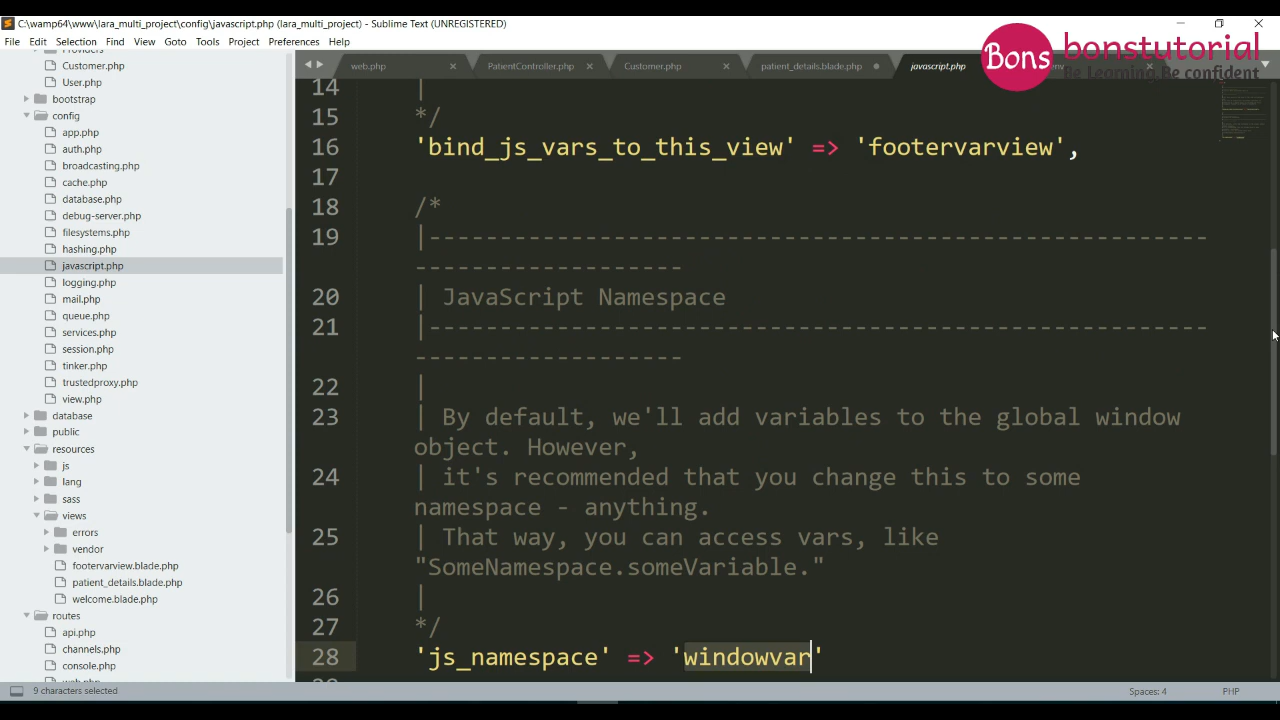 C:\wamp64\www\lara_multi_project\config\javascript.php (lara_multi_project) - Sublime Text (UNREGISTERED)
File Edit Selection Find View Goto Tools Project Preferences Help
Bons bonstutorial
Be Learning,Be confident
web.php PatientController.php Customer.php patient_details.blade.php javascript.php
Providers
Customer.php
User.php
bootstrap
config
app.php
auth.php
broadcasting.php
cache.php
database.php
debug-server.php
filesystems.php
hashing.php
javascript.php
logging.php
mail.php
queue.php
services.php
session.php
tinker.php
trustedproxy.php
view.php
database
public
resources
js
lang
sass
views
errors
vendor
footervarview.blade.php
patient_details.blade.php
welcome.blade.php
routes
api.php
channels.php
console.php
web.php
14 |
15 */
16 'bind_js_vars_to_this_view' => 'footervarview',
17
18 /*
19 |-------------------------------------------------------
-------------------
20 | JavaScript Namespace
21 |-------------------------------------------------------
-------------------
22 |
23 | By default, we'll add variables to the global window
object. However,
24 | it's recommended that you change this to some
namespace - anything.
25 | That way, you can access vars, like
"SomeNamespace.someVariable."
26 |
27 */
28 'js_namespace' => 'windowvar'
9 characters selected
Spaces: 4 PHP